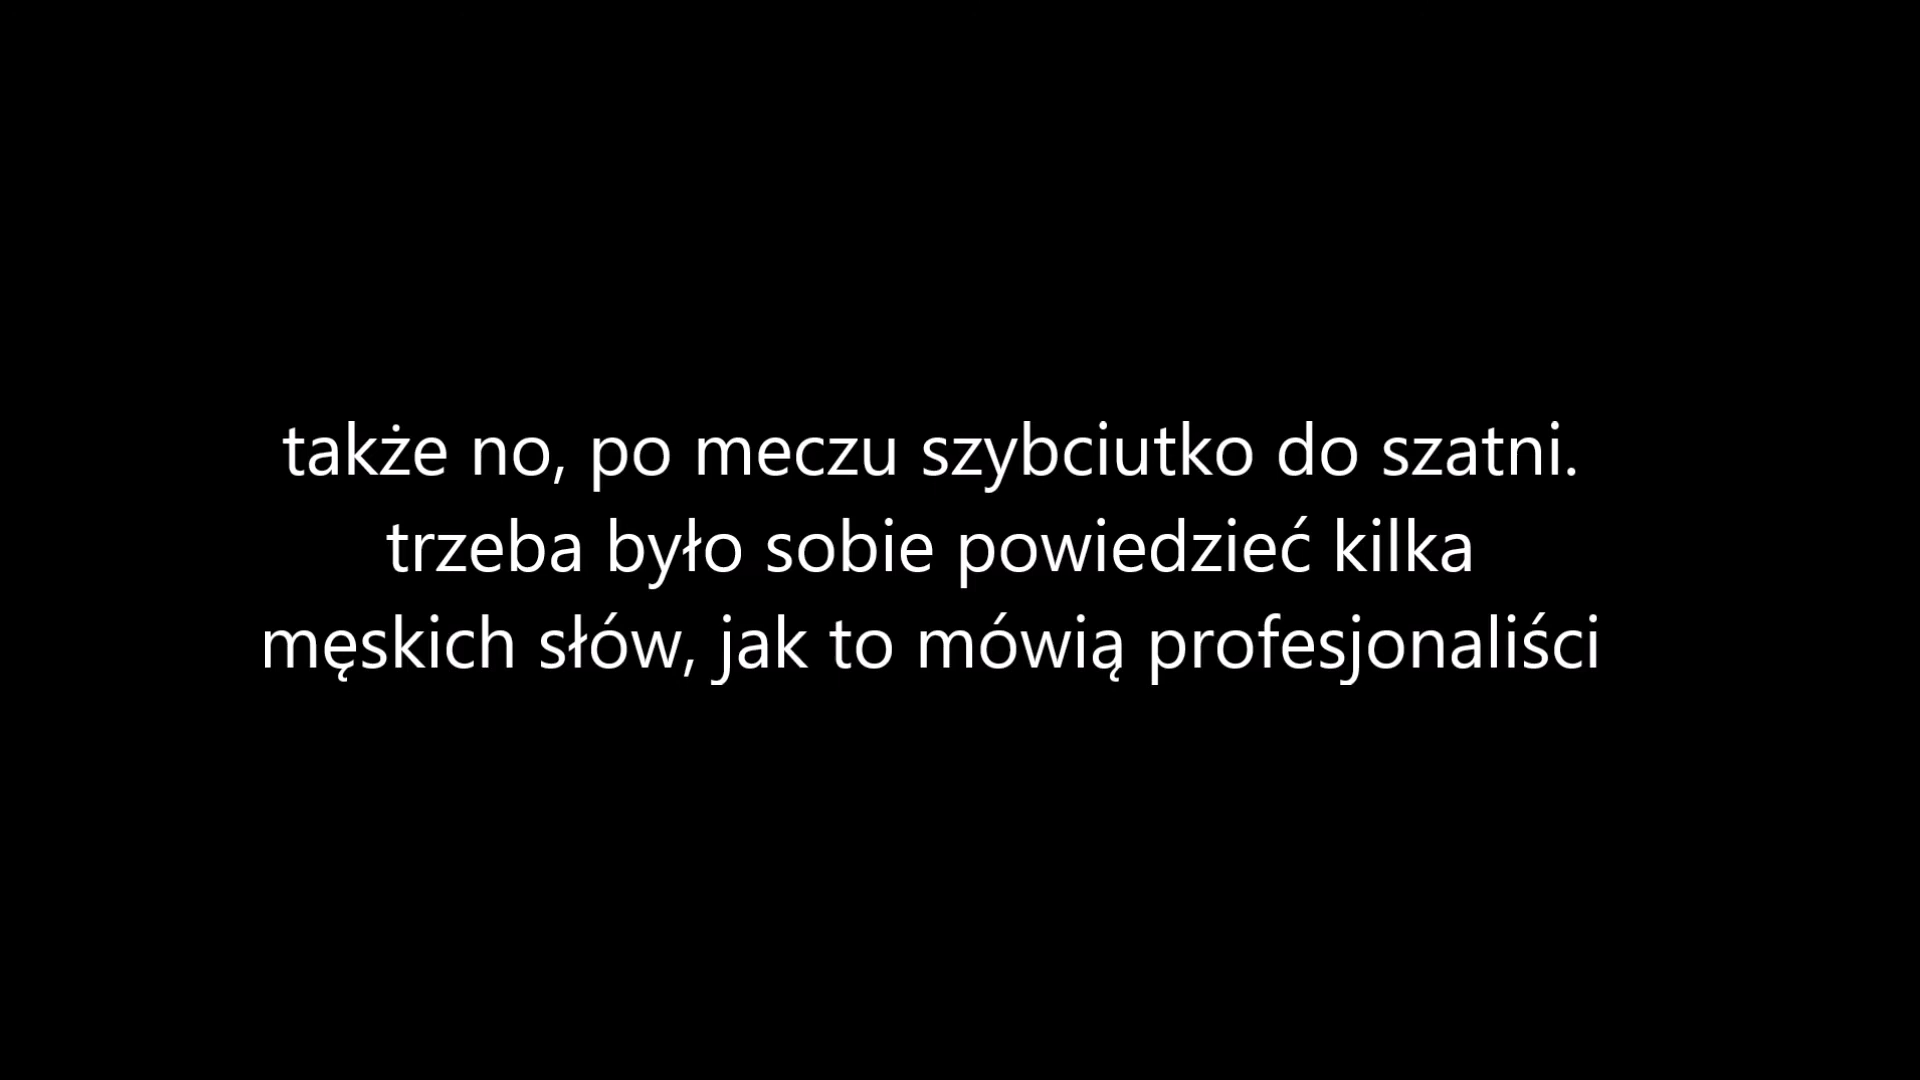 także no, po meczu szybciutko do szatni.
trzeba było sobie powiedzieć kilka
męskich słów, jak to mówią profesjonaliści